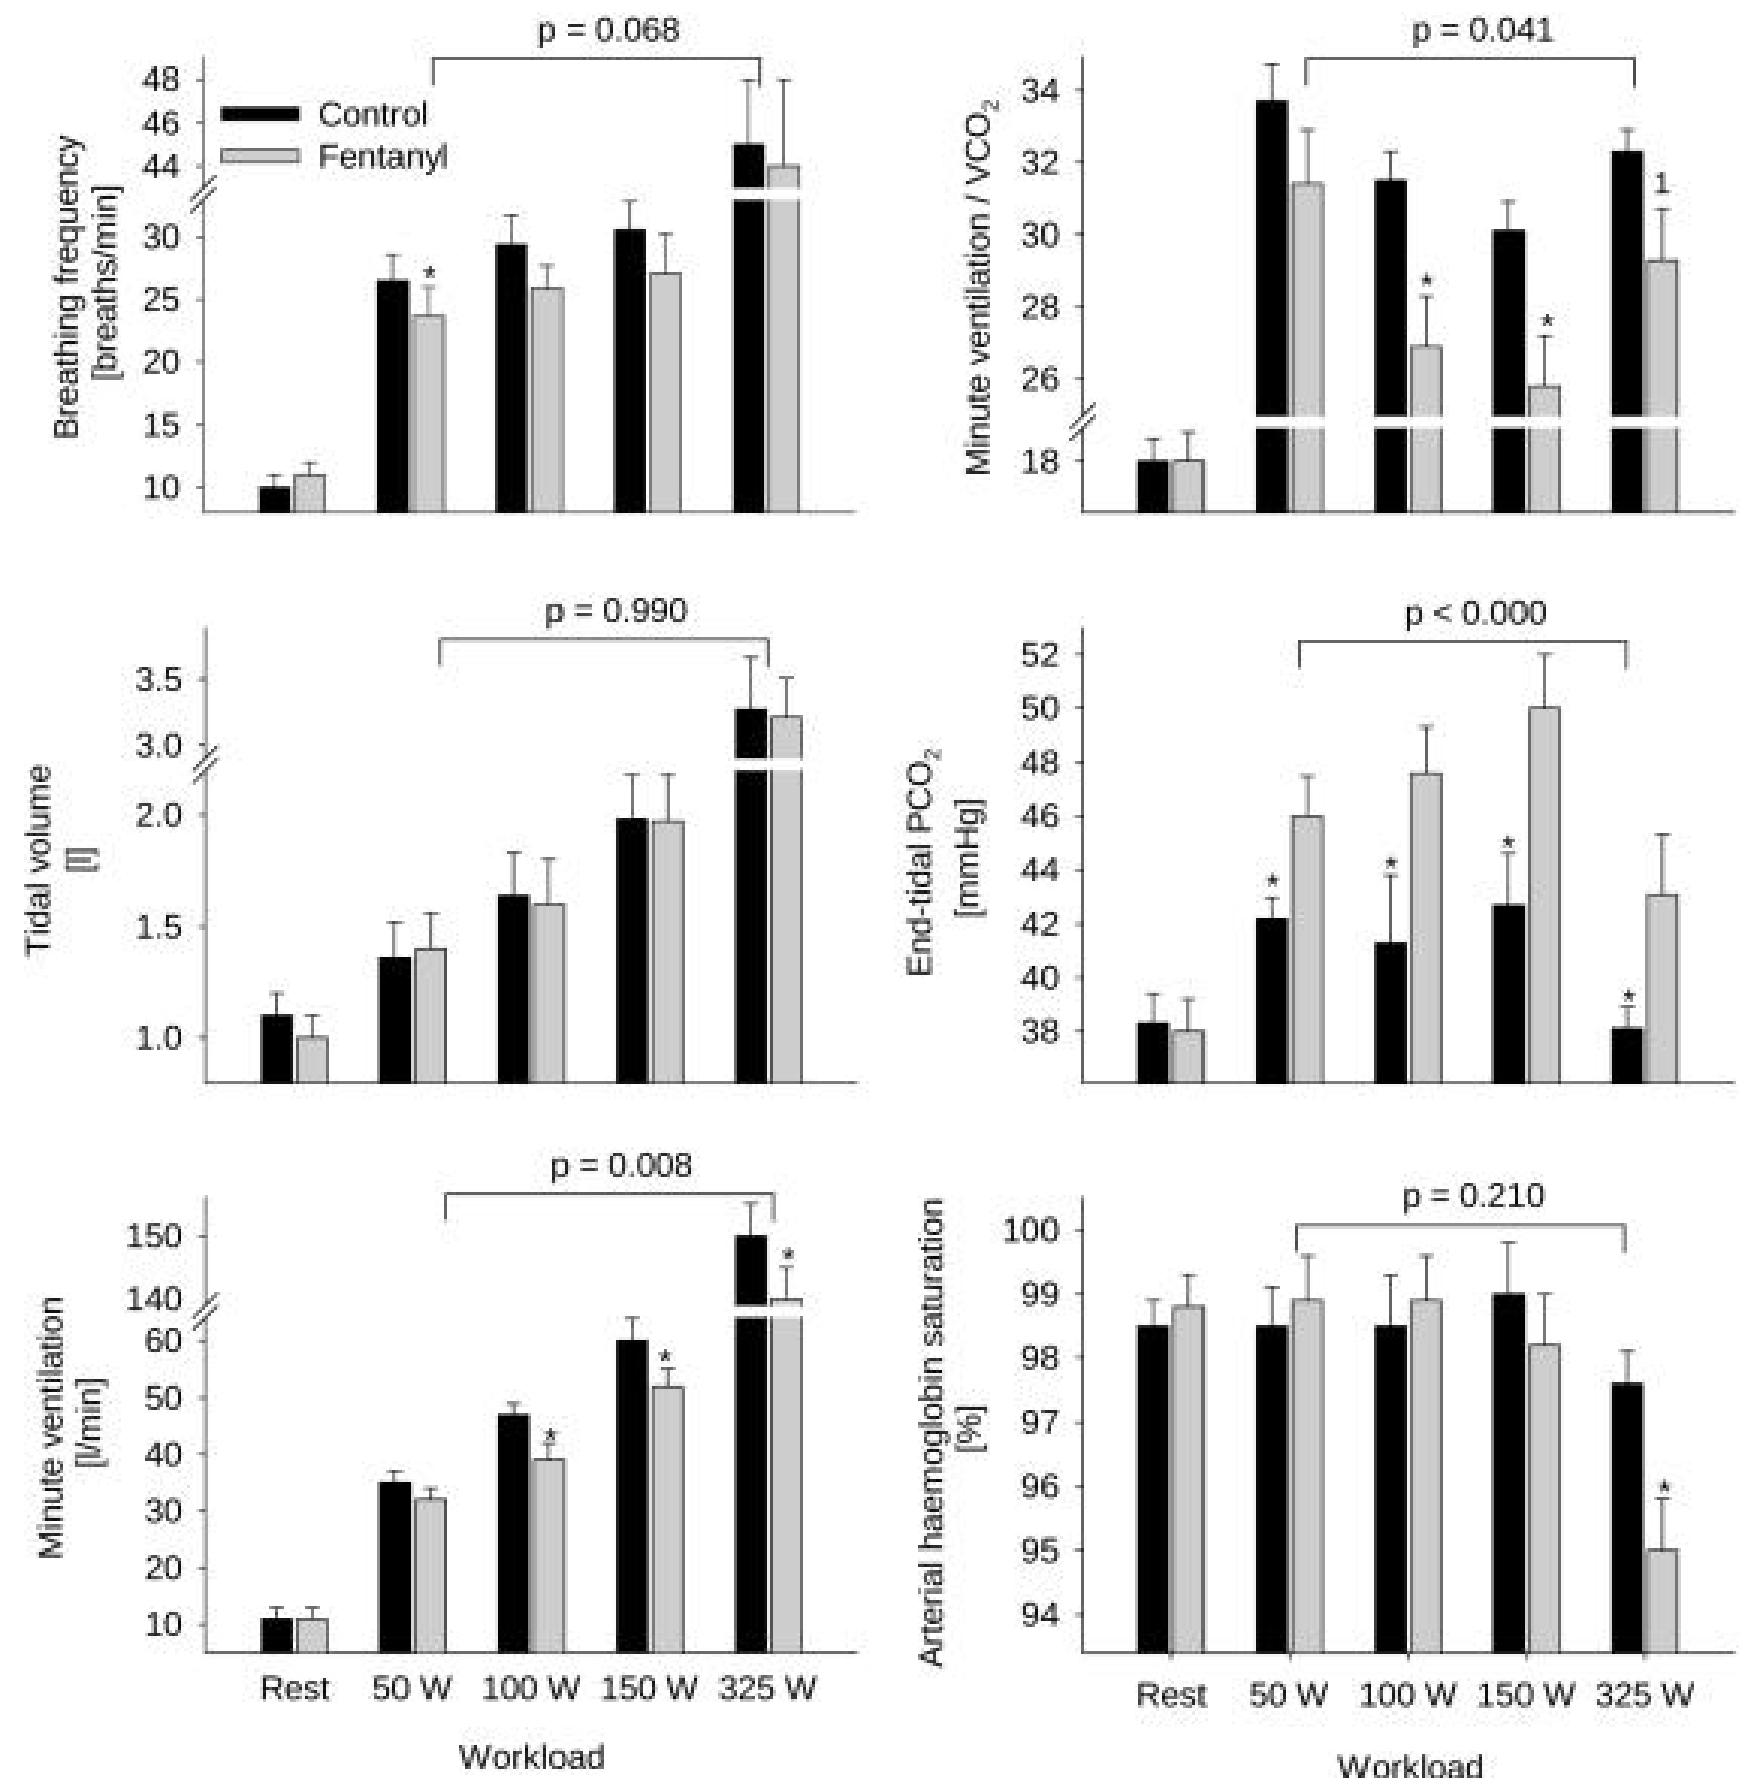 p = 0.068
48
46
44
30
25
20
15
10
Breathing frequency
[breaths/min]
Control
Fentanyl
*
p = 0.041
34
32
30
28
26
18
Minute ventilation / VCO2
*
*
1
p = 0.990
3.5
3.0
2.0
1.5
1.0
Tidal volume
[l]
p < 0.000
52
50
48
46
44
42
40
38
End-tidal PCO2
[mmHg]
*
*
*
*
p = 0.008
150
140
60
50
40
30
20
10
Minute ventilation
[l/min]
*
*
*
Rest 50 W 100 W 150 W 325 W
Workload
p = 0.210
100
99
98
97
96
95
94
Arterial haemoglobin saturation
[%]
*
Rest 50 W 100 W 150 W 325 W
Workload